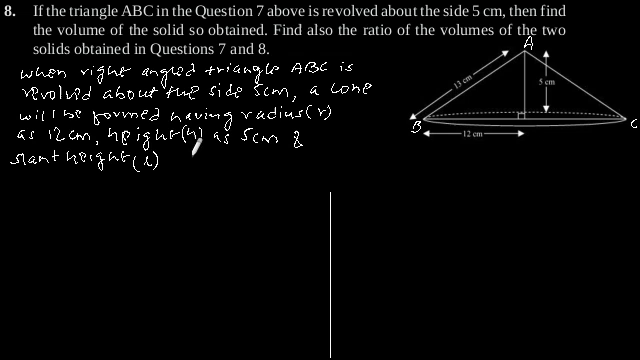 8. If the triangle ABC in the Question 7 above is revolved about the side 5 cm, then find
the volume of the solid so obtained. Find also the ratio of the volumes of the two
solids obtained in Questions 7 and 8.
when right angled triangle ABC is
revolved about the side 5cm, a cone
will be formed having radius(r)
as 12cm, height(h) as 5cm &
slant height(l)
A
13 cm
5 cm
B
C
12 cm